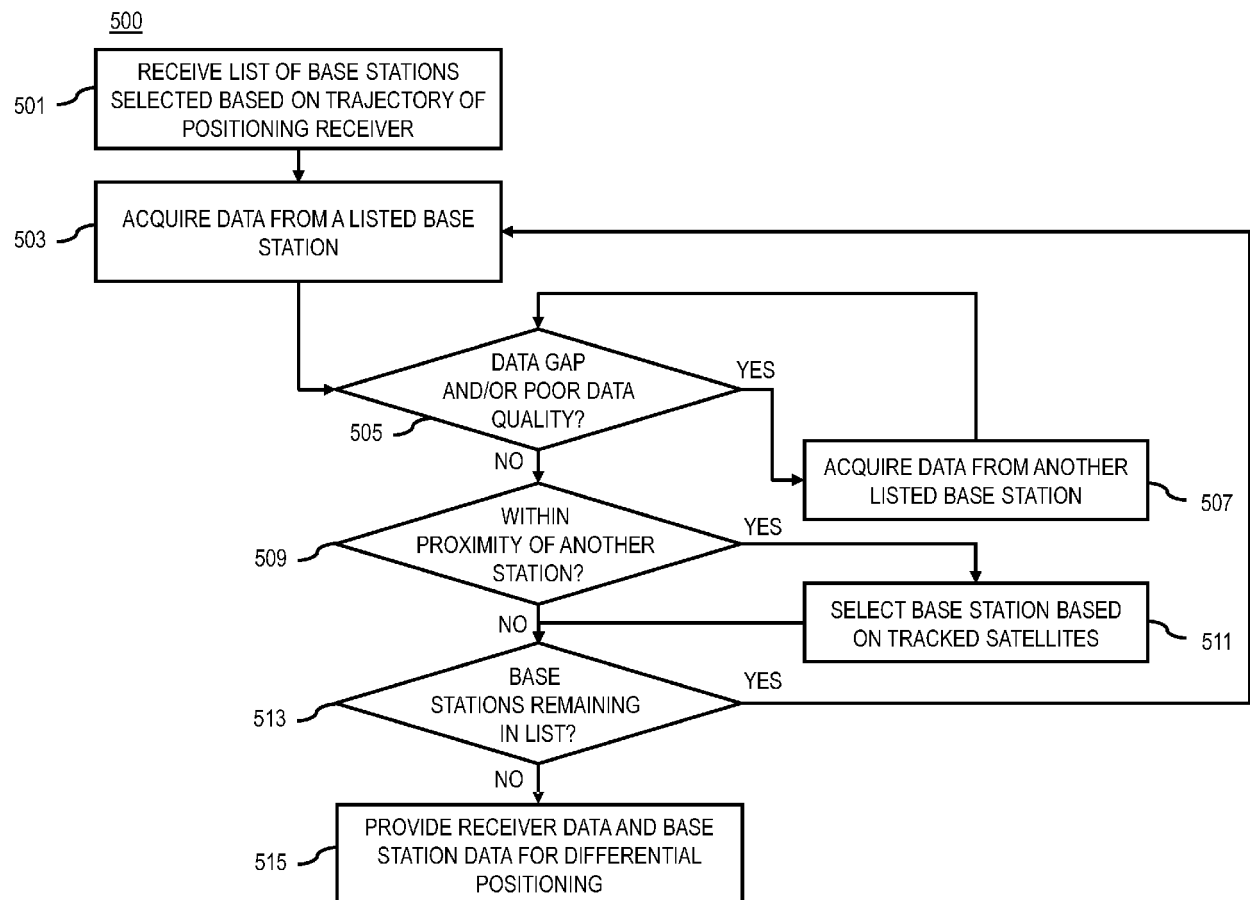 500
RECEIVE LIST OF BASE STATIONS
SELECTED BASED ON TRAJECTORY OF
POSITIONING RECEIVER
501
ACQUIRE DATA FROM A LISTED BASE
STATION
503
DATA GAP
AND/OR POOR DATA
QUALITY?
505
YES
NO
ACQUIRE DATA FROM ANOTHER
LISTED BASE STATION
507
WITHIN
PROXIMITY OF ANOTHER
STATION?
509
YES
NO
SELECT BASE STATION BASED
ON TRACKED SATELLITES
511
BASE
STATIONS REMAINING
IN LIST?
513
YES
NO
PROVIDE RECEIVER DATA AND BASE
STATION DATA FOR DIFFERENTIAL
POSITIONING
515